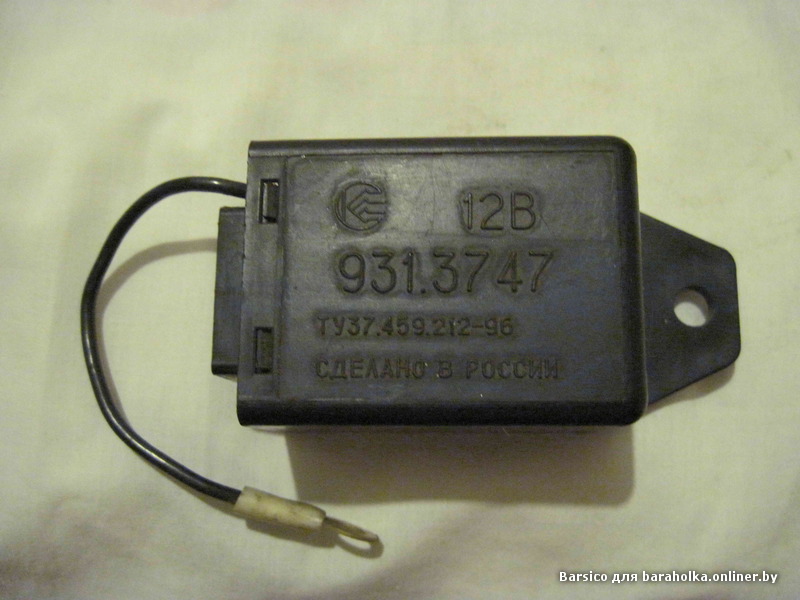 12В
931.3747
ТУ37.459.212-96
СДЕЛАНО В РОССИИ
Barsico для baraholka.onliner.by